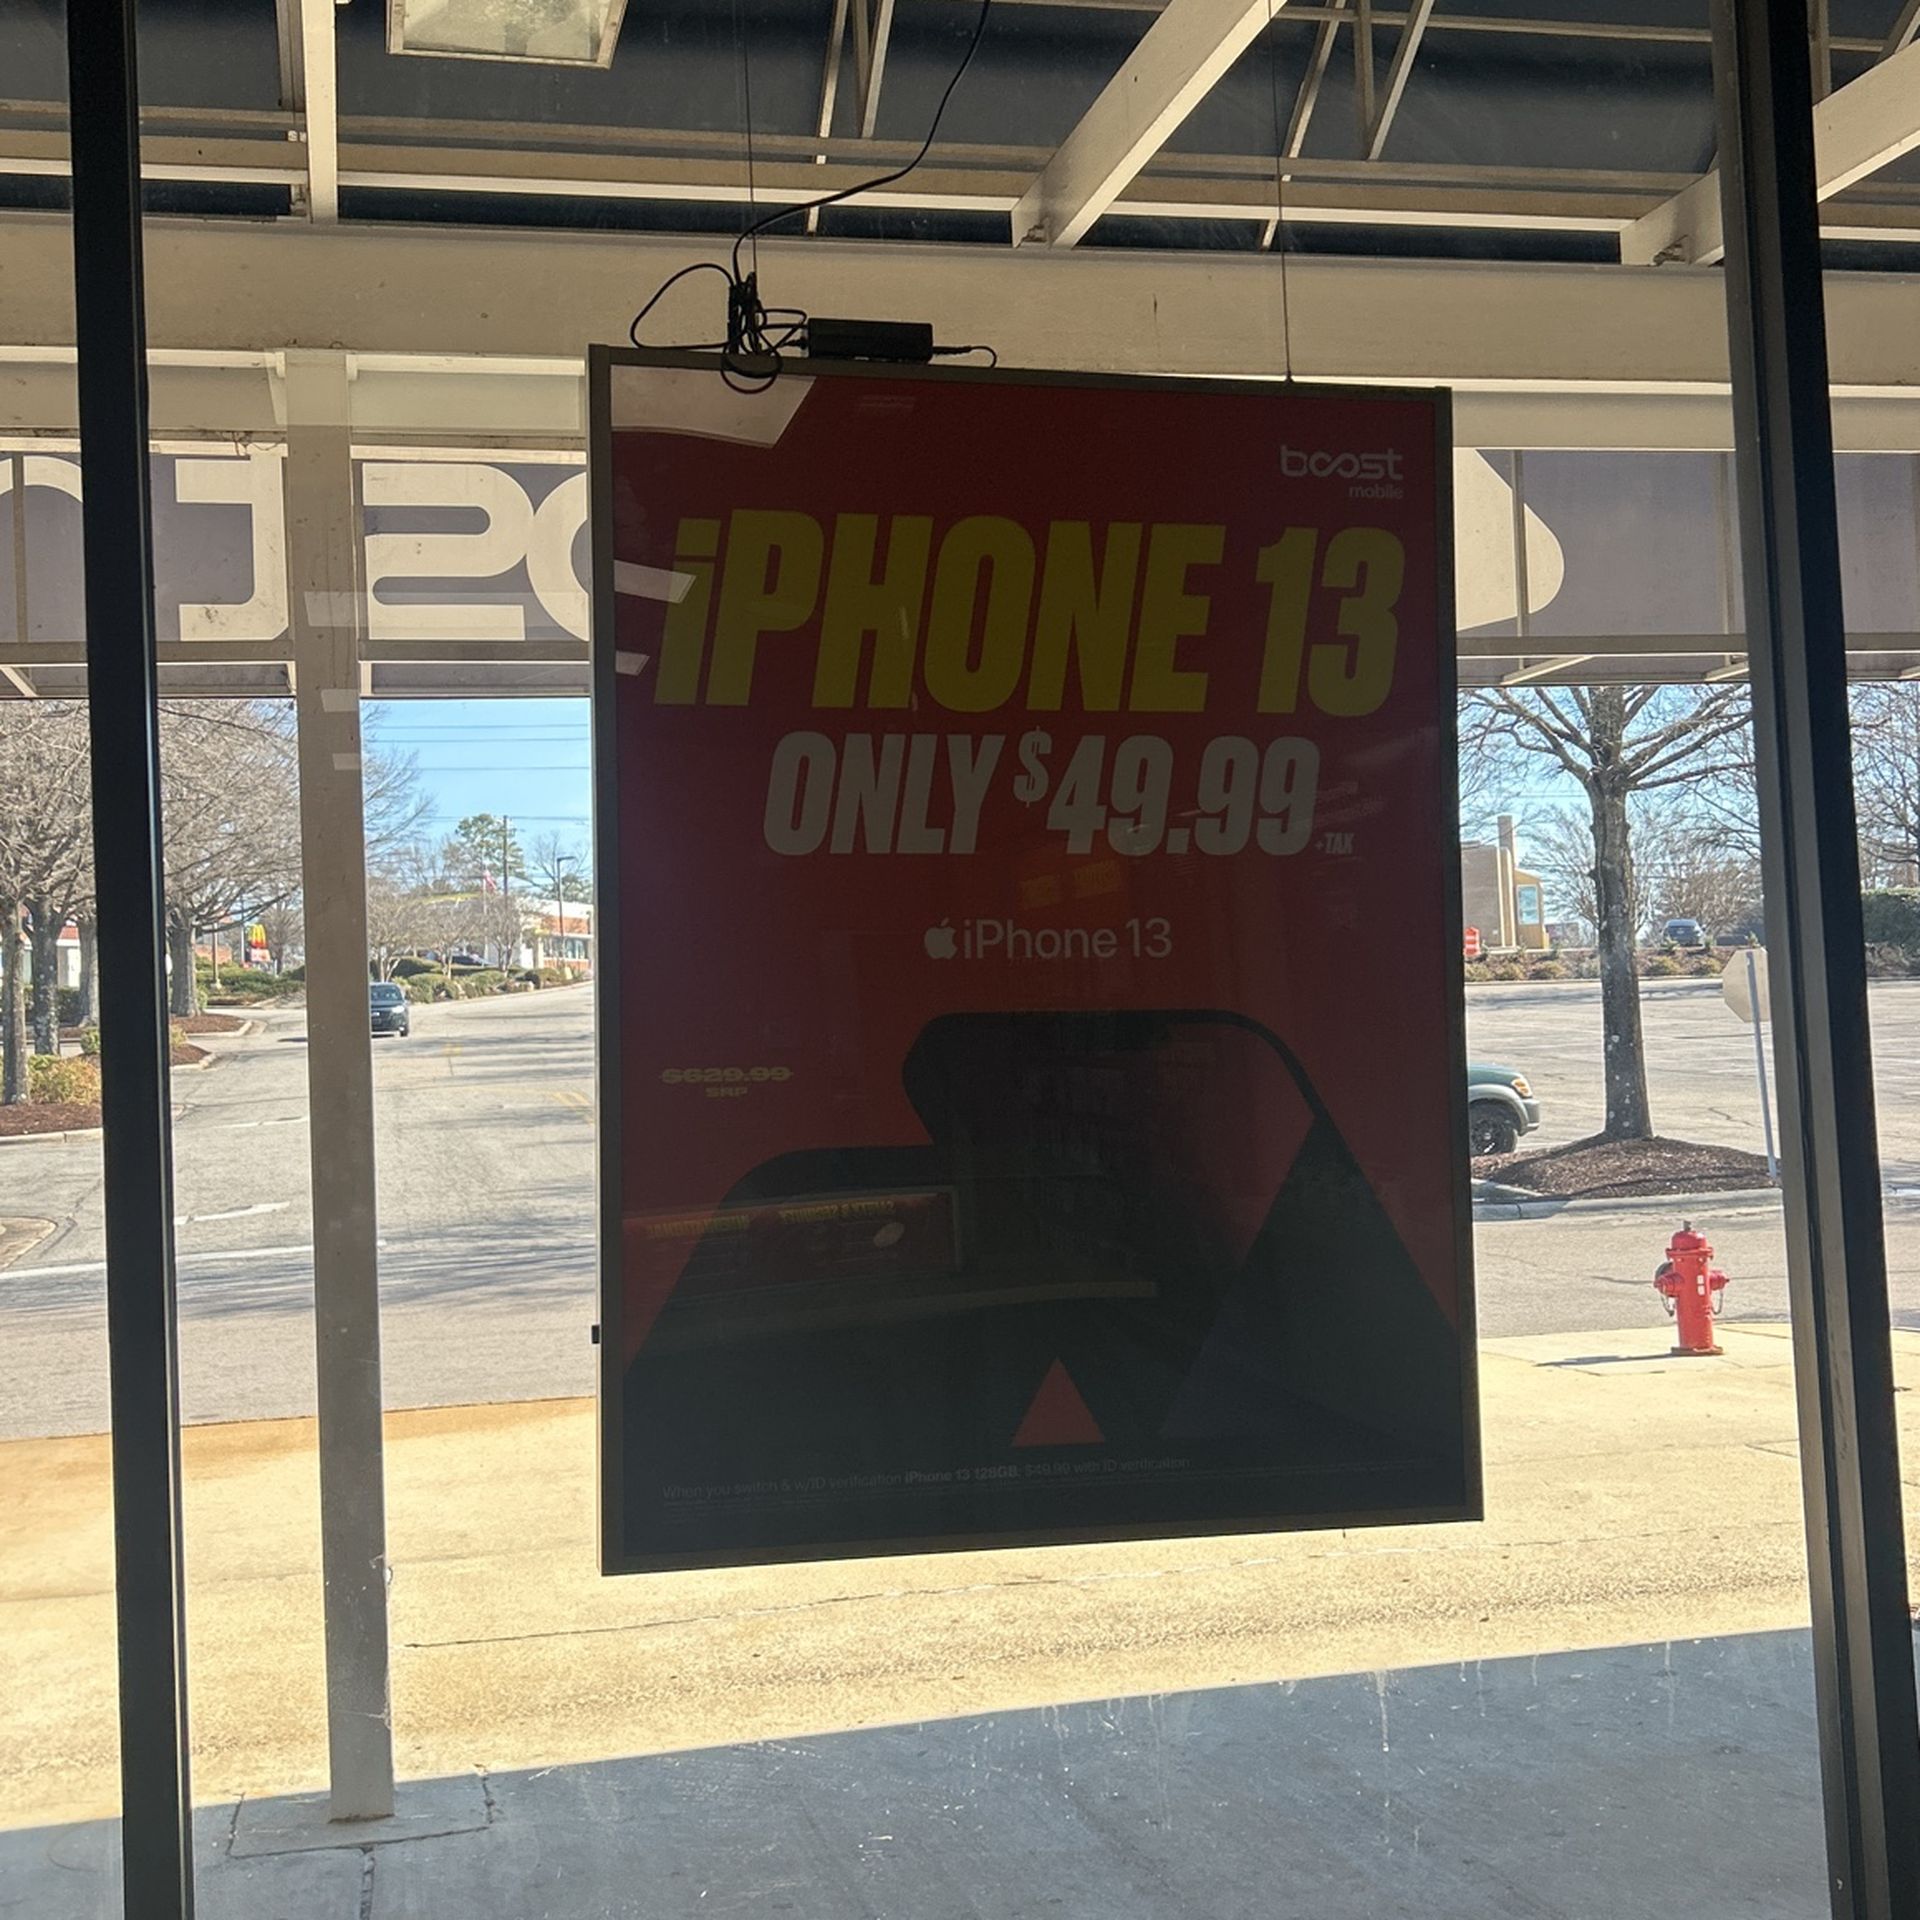 boost
mobile
iPHONE 13
ONLY $49.99
+TAX
iPhone 13
$629.99
SRP
When you switch & w/ID verification iPhone 13 128GB: $49.99 with ID verification